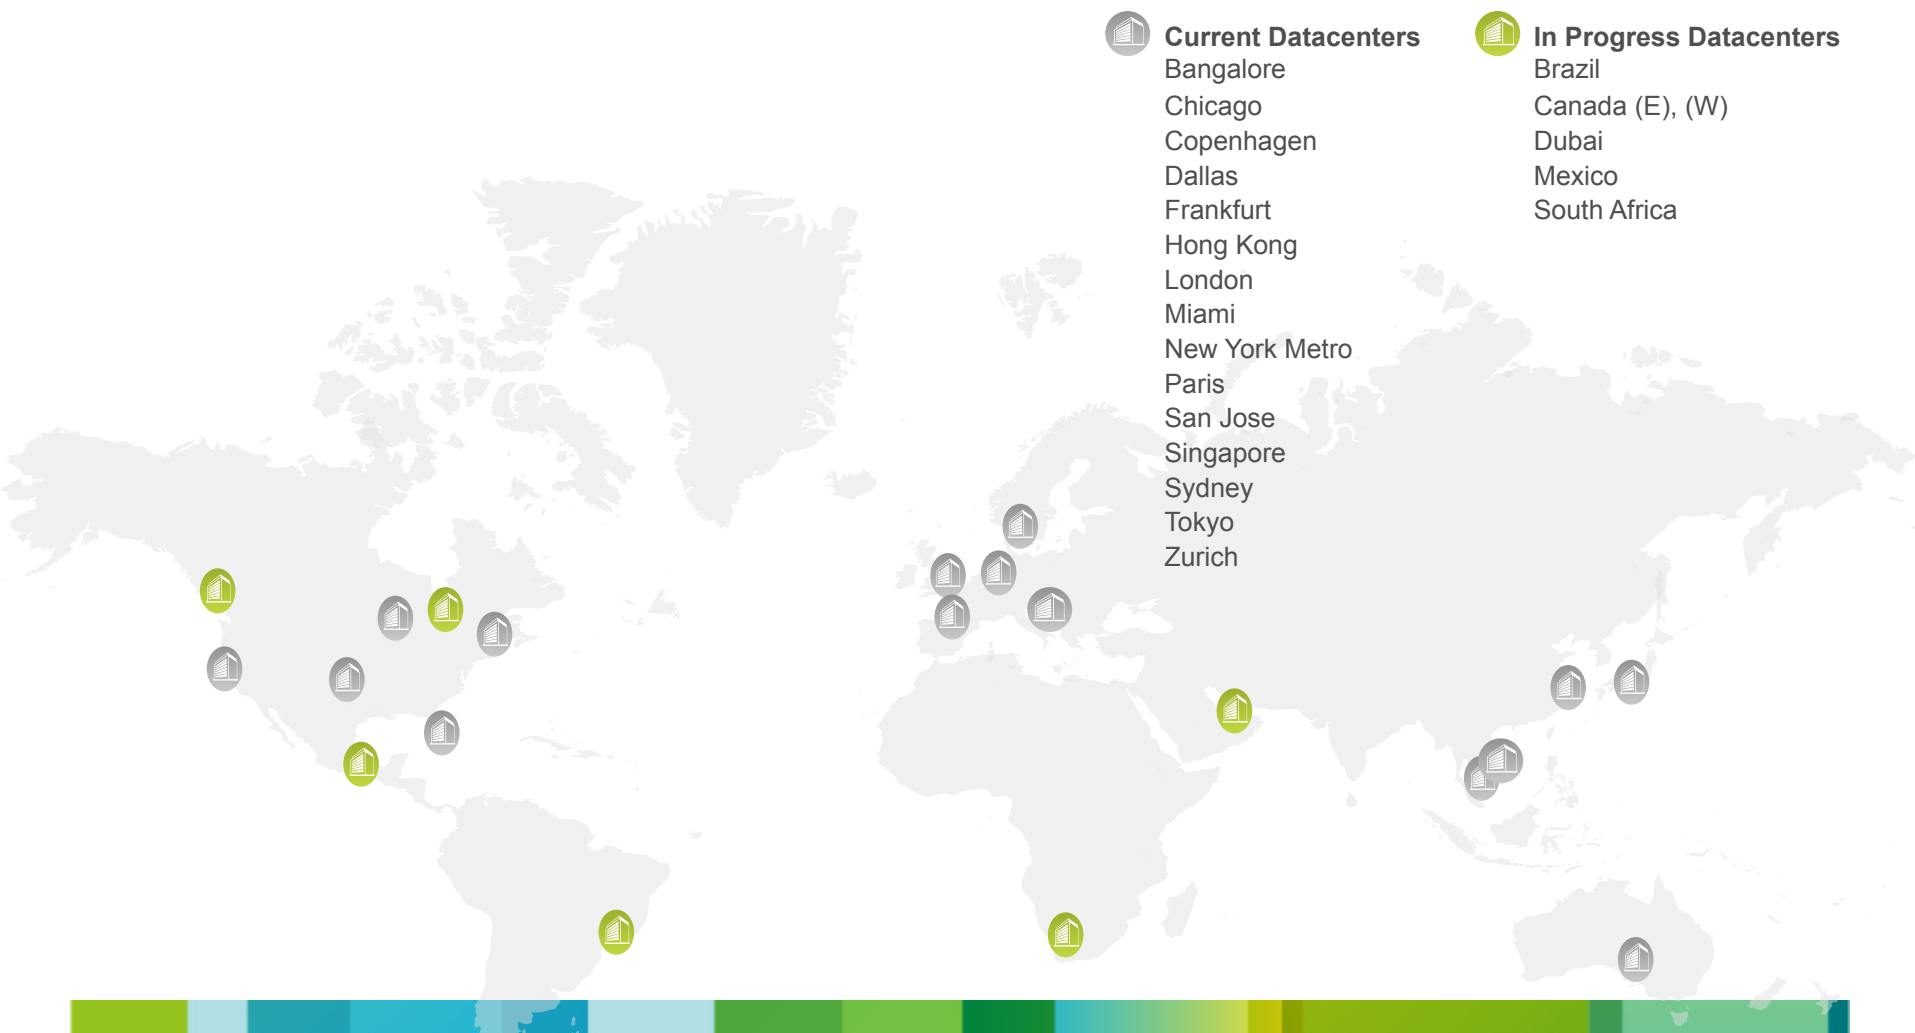 Current Datacenters
Bangalore
Chicago
Copenhagen
Dallas
Frankfurt
Hong Kong
London
Miami
New York Metro
Paris
San Jose
Singapore
Sydney
Tokyo
Zurich
In Progress Datacenters
Brazil
Canada (E), (W)
Dubai
Mexico
South Africa